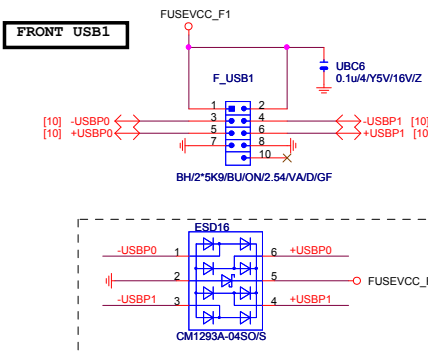 FUSEVCC_F1
FRONT USB1
UBC6
0.1u/4/Y5V/16V/Z
F_USB1
1 2
[10] -USBP0 3 4 -USBP1 [10]
[10] +USBP0 5 6 +USBP1 [10
7 8
10
BH/2*5K9/BU/ON/2.54/VA/D/GF
ESD16
-USBP0 1 6 +USBP0
2 5 FUSEVCC_
-USBP1 3 4 +USBP1
CM1293A-04SO/S